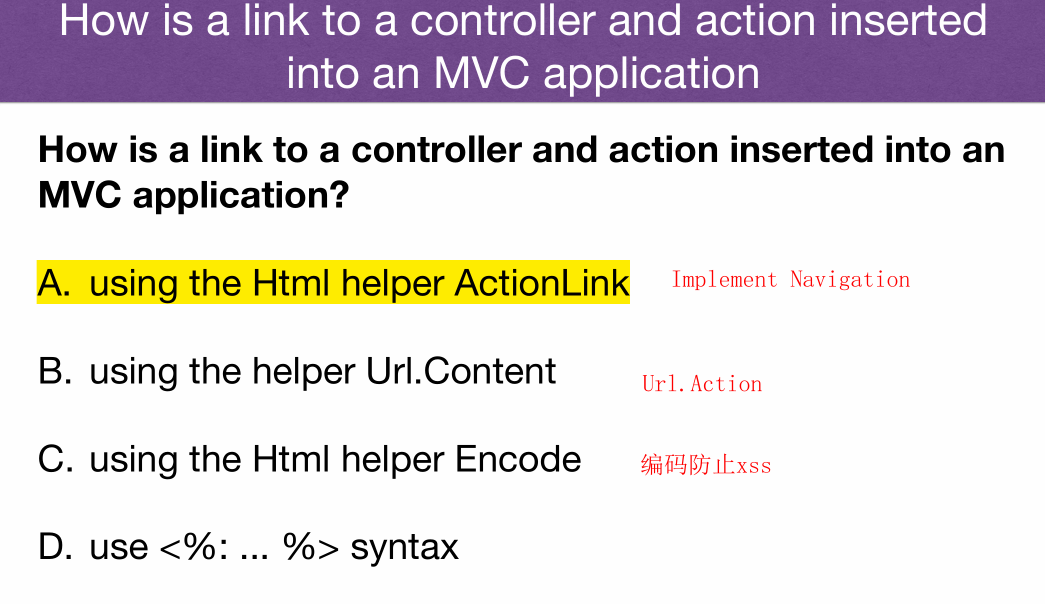 How is a link to a controller and action inserted
into an MVC application
How is a link to a controller and action inserted into an
MVC application?
A. using the Html helper ActionLink
Implement Navigation
B. using the helper Url.Content
Url.Action
C. using the Html helper Encode
编码防止xss
D. use <%: ... %> syntax